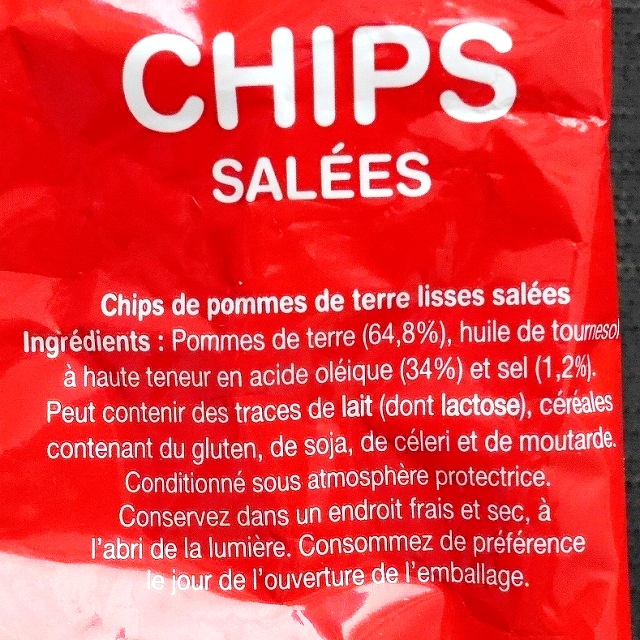 CHIPS
SALÉES
Chips de pommes de terre lisses salées
Ingrédients : Pommes de terre (64,8%), huile de tournesol
à haute teneur en acide oléique (34%) et sel (1,2%).
Peut contenir des traces de lait (dont lactose), céréales
contenant du gluten, de soja, de céleri et de moutarde.
Conditionné sous atmosphère protectrice.
Conservez dans un endroit frais et sec, à
l'abri de la lumière. Consommez de préférence
le jour de l'ouverture de l'emballage.